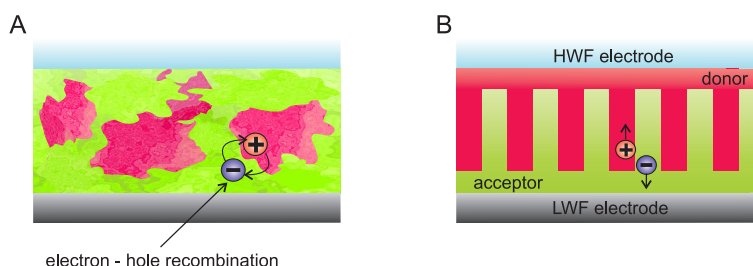 A
B
HWF electrode
donor
+
−
+
−
acceptor
LWF electrode
electron - hole recombination